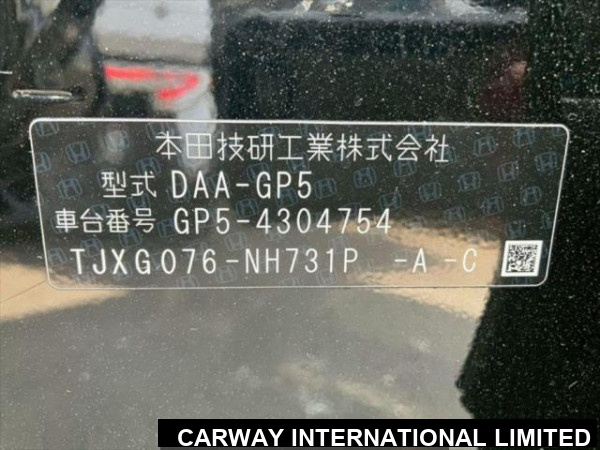 本田技研工業株式会社
型式 DAA-GP5
車台番号 GP5-4304754
TJXG076-NH731P -A -C
CARWAY INTERNATIONAL LIMITED